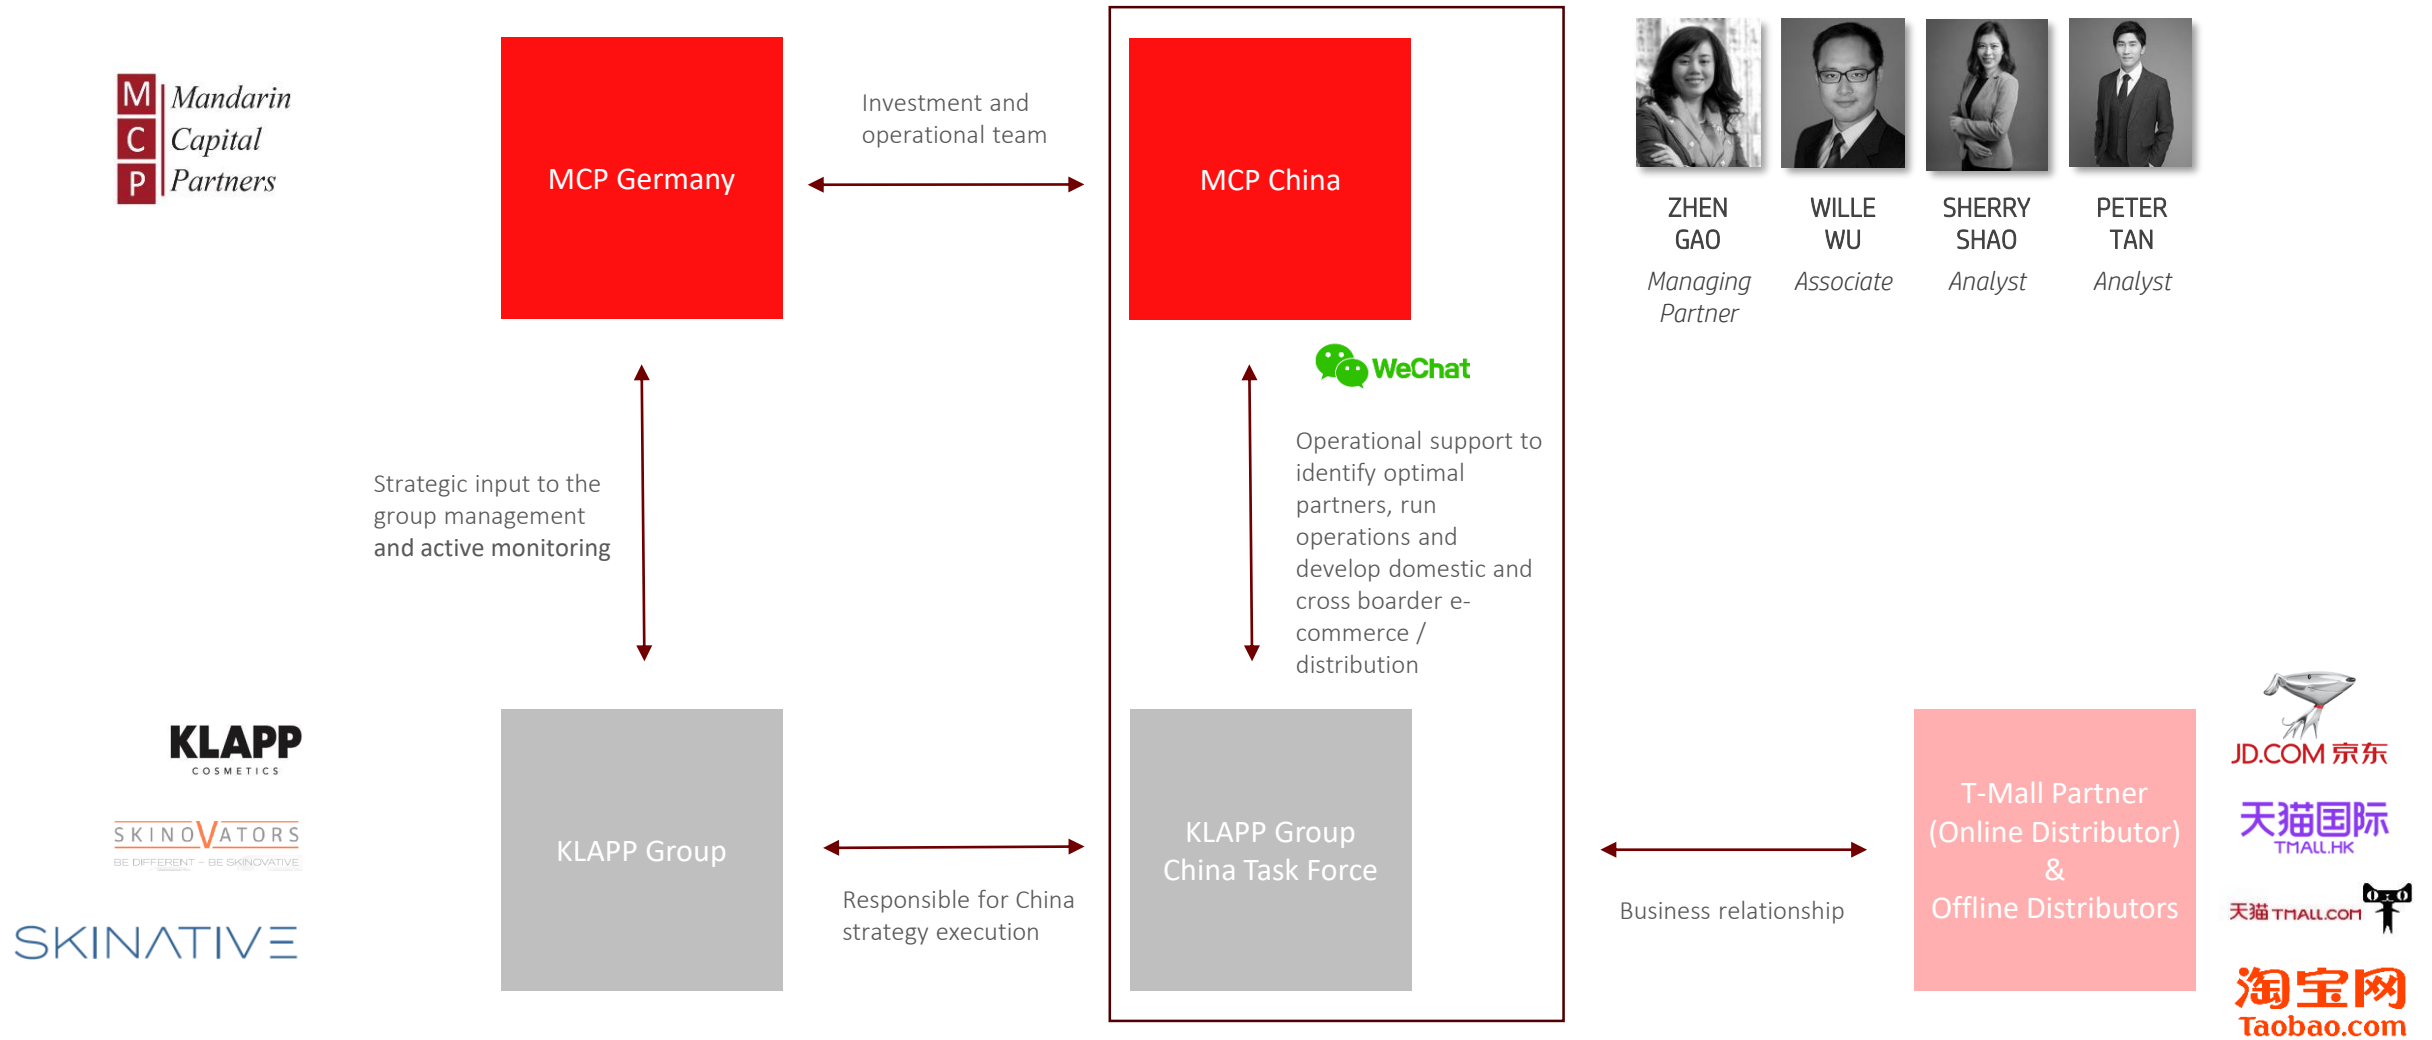 M Mandarin
C Capital
P Partners
MCP Germany
Investment and
operational team
MCP China
ZHEN
GAO
Managing
Partner
WILLE
WU
Associate
SHERRY
SHAO
Analyst
PETER
TAN
Analyst
WeChat
Strategic input to the
group management
and active monitoring
Operational support to
identify optimal
partners, run
operations and
develop domestic and
cross boarder e-
commerce /
distribution
KLAPP
COSMETICS
SKINOVATORS
BE DIFFERENT – BE SKINOVATIVE
SKINATIVE
KLAPP Group
Responsible for China
strategy execution
KLAPP Group
China Task Force
Business relationship
T-Mall Partner
(Online Distributor)
&
Offline Distributors
JD.COM 京东
天猫国际
TMALL.HK
天猫 TMALL.COM
淘宝网
Taobao.com